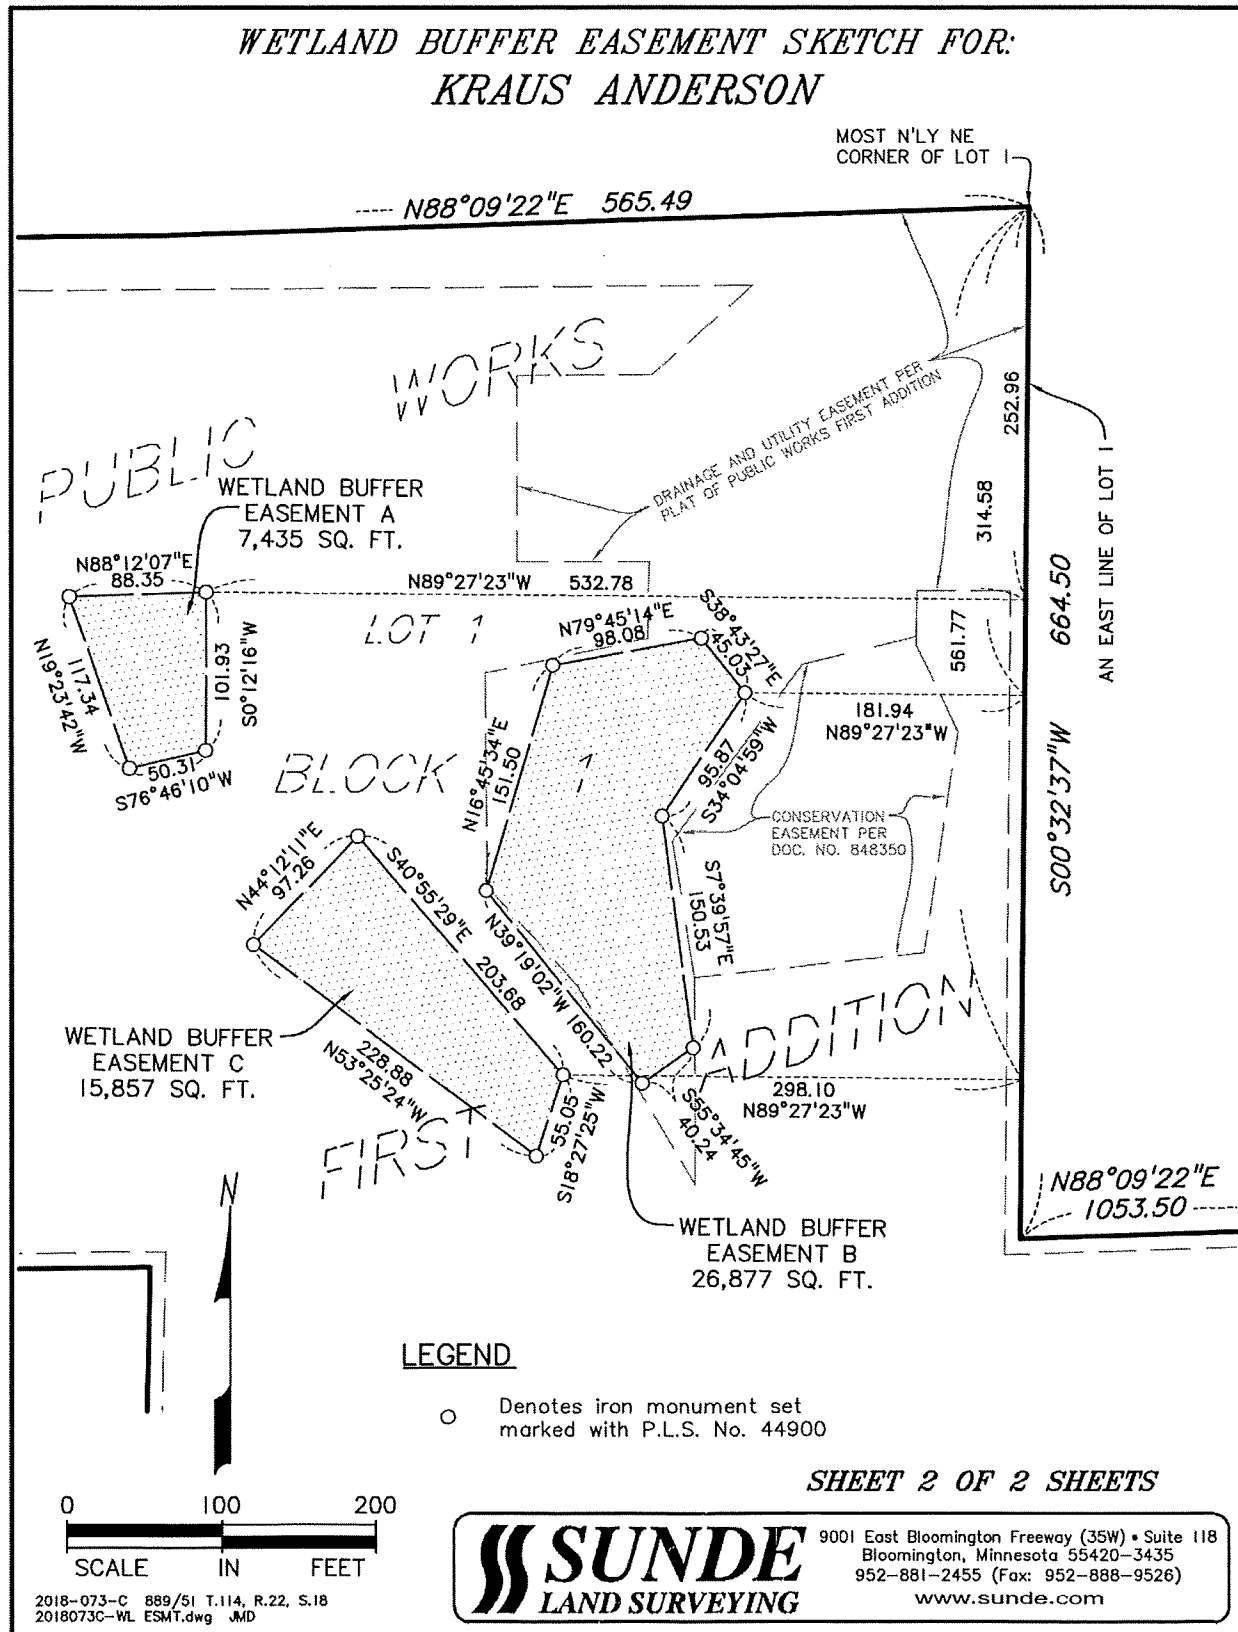 WETLAND BUFFER EASEMENT SKETCH FOR:
KRAUS ANDERSON
MOST N'LY NE
CORNER OF LOT 1
N88°09'22"E 565.49
PUBLIC WORKS
252.96
DRAINAGE AND UTILITY EASEMENT PER
PLAT OF PUBLIC WORKS FIRST ADDITION
WETLAND BUFFER
EASEMENT A
7,435 SQ. FT.
314.58
AN EAST LINE OF LOT 1
N88°12'07"E
88.35
N89°27'23"W 532.78
LOT 1
N79°45'14"E
98.08
S38°43'27"E
45.03
561.77
664.50
S00°32'37"W
N19°23'42"W
117.34
101.93
S0°12'16"W
50.31
S76°46'10"W
181.94
N89°27'23"W
BLOCK 1
N16°45'34"E
151.50
95.87
S34°04'59"W
CONSERVATION
EASEMENT PER
DOC. NO. 848350
N44°12'11"E
97.26
S40°55'29"E
203.68
N39°19'02"W 160.22
S7°39'57"E
150.53
WETLAND BUFFER
EASEMENT C
15,857 SQ. FT.
228.88
N53°25'24"W
FIRST ADDITION
55.05
S18°27'25"W
S55°34'45"W
40.24
298.10
N89°27'23"W
N88°09'22"E
1053.50
WETLAND BUFFER
EASEMENT B
26,877 SQ. FT.
N
LEGEND
Denotes iron monument set
marked with P.L.S. No. 44900
SHEET 2 OF 2 SHEETS
0 100 200
SCALE IN FEET
2018-073-C 889/51 T.114, R.22, S.18
2018073C-WL ESMT.dwg JMD
SUNDE
LAND SURVEYING
9001 East Bloomington Freeway (35W) • Suite 118
Bloomington, Minnesota 55420-3435
952-881-2455 (Fax: 952-888-9526)
www.sunde.com